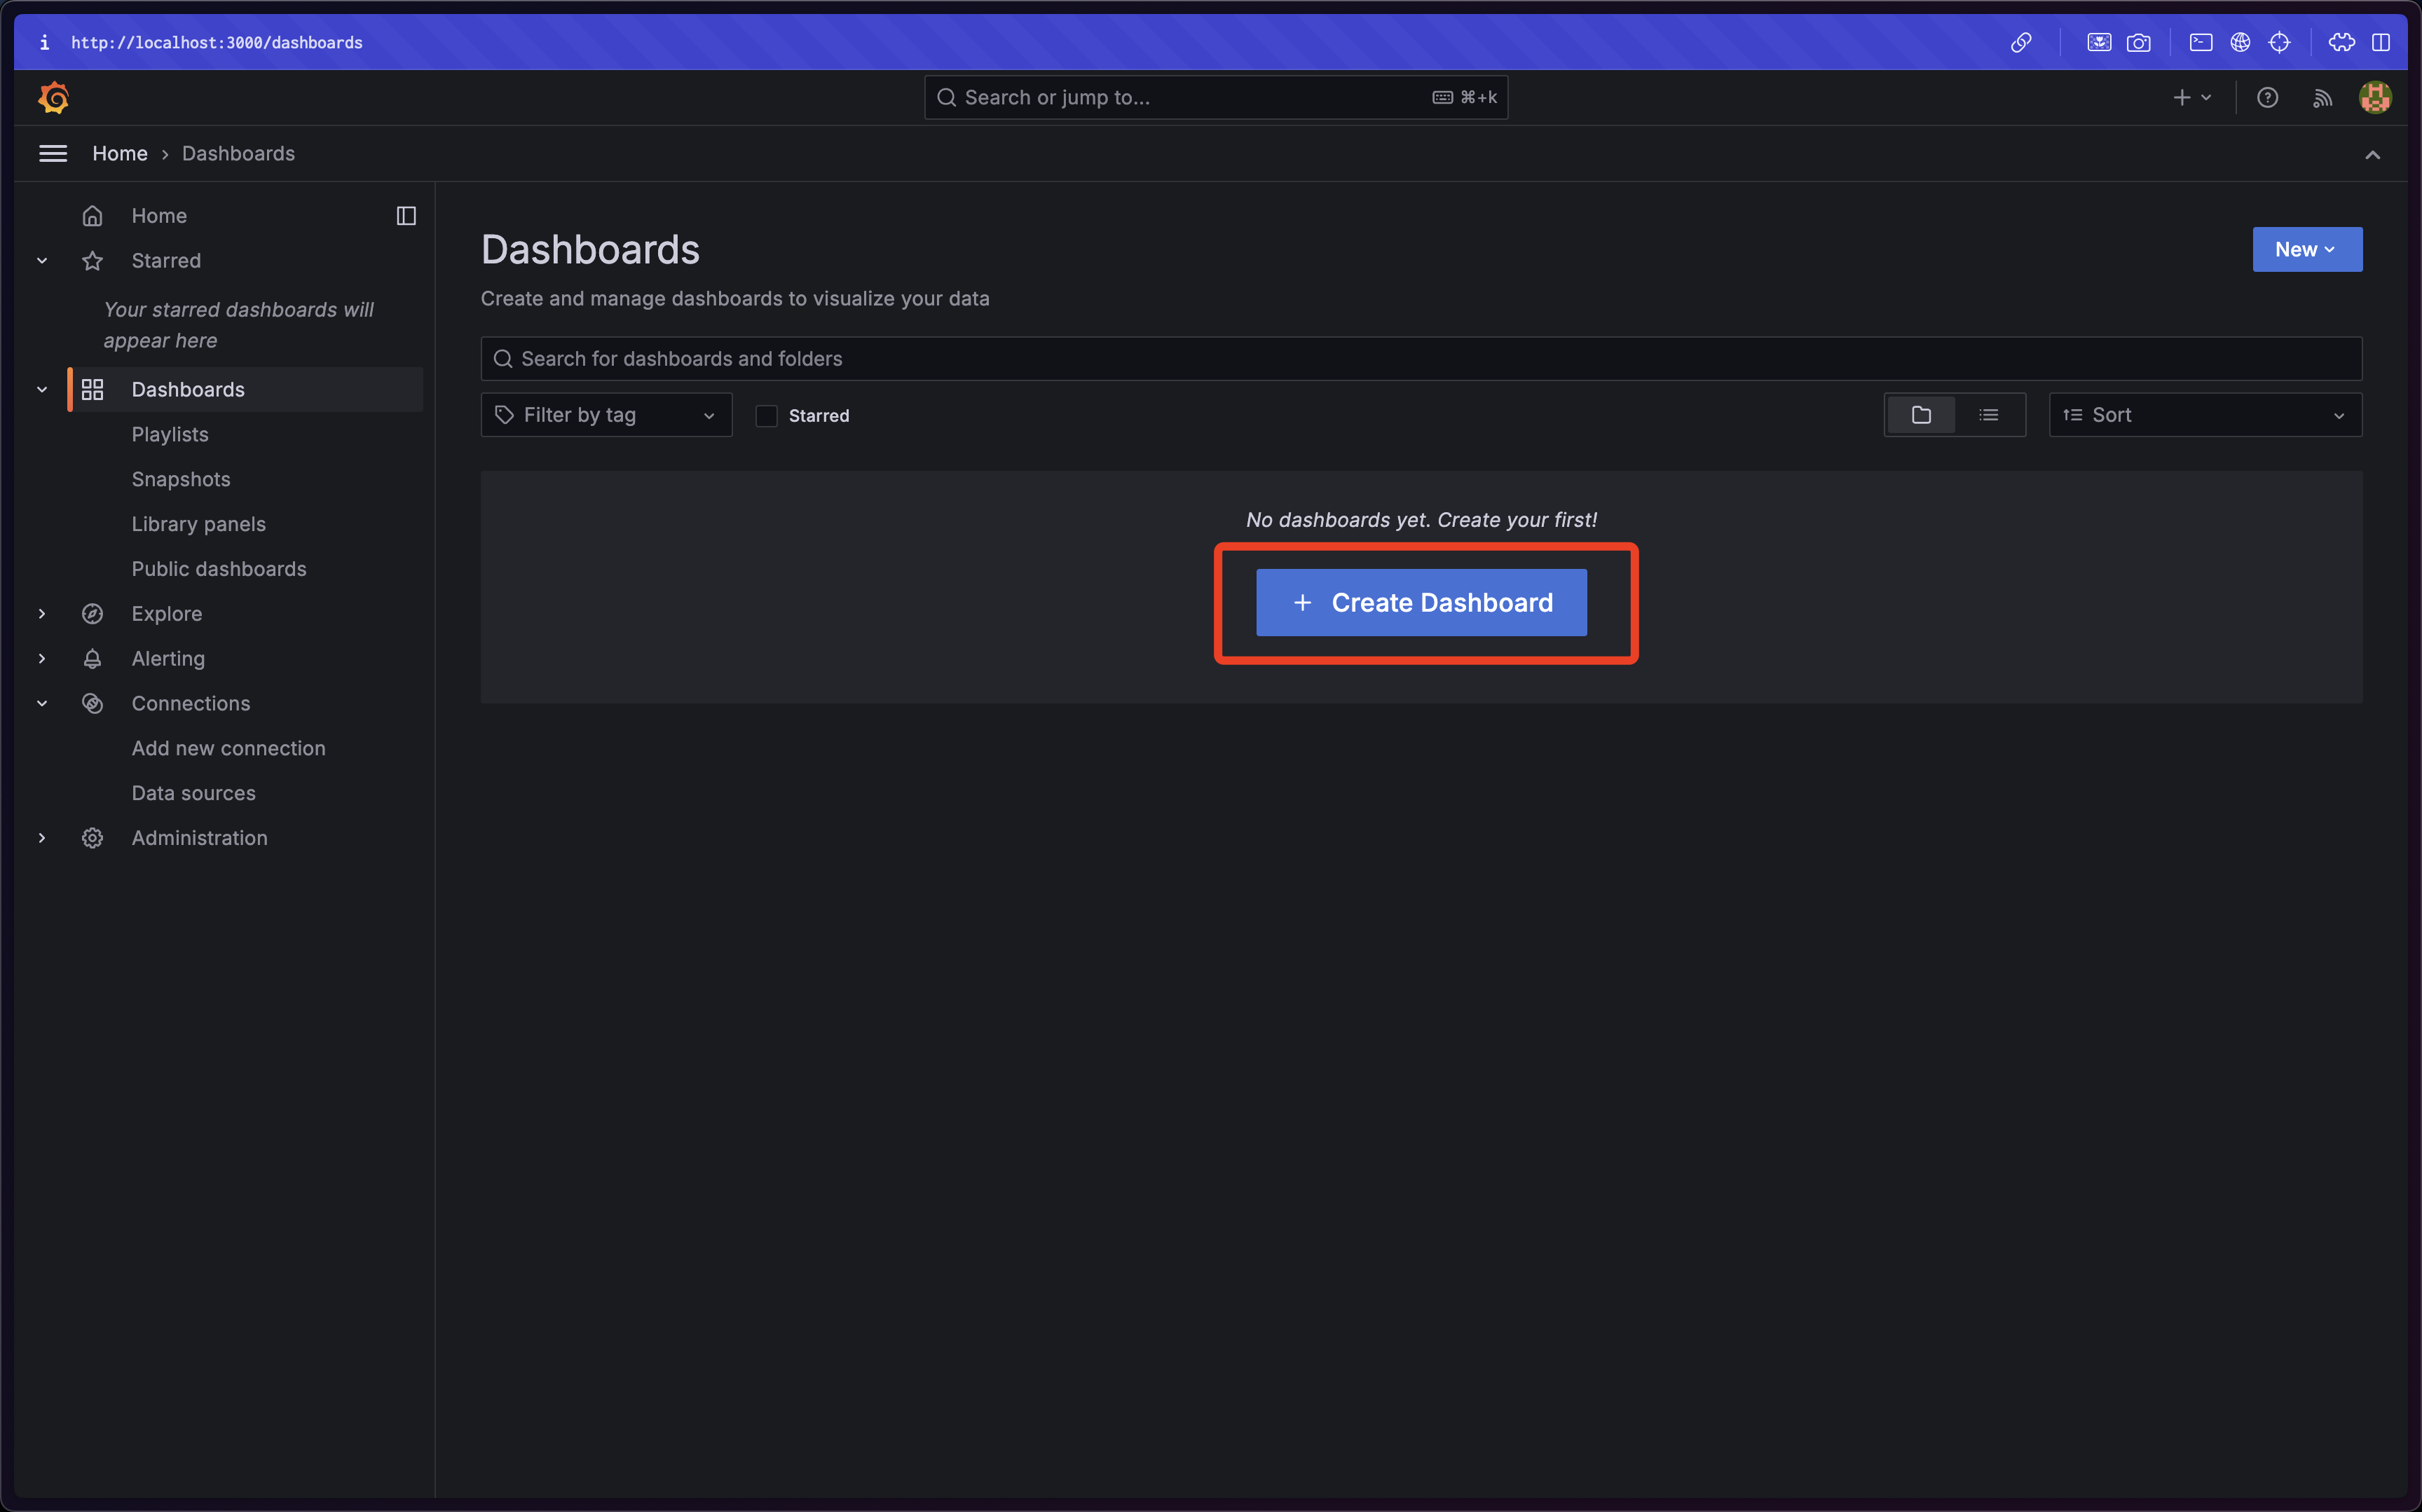 http://localhost:3000/dashboards
Search or jump to...
⌘+k
Home › Dashboards
Home
Starred
Your starred dashboards will
appear here
Dashboards
Playlists
Snapshots
Library panels
Public dashboards
Explore
Alerting
Connections
Add new connection
Data sources
Administration
Dashboards
New
Create and manage dashboards to visualize your data
Search for dashboards and folders
Filter by tag
Starred
Sort
No dashboards yet. Create your first!
+ Create Dashboard